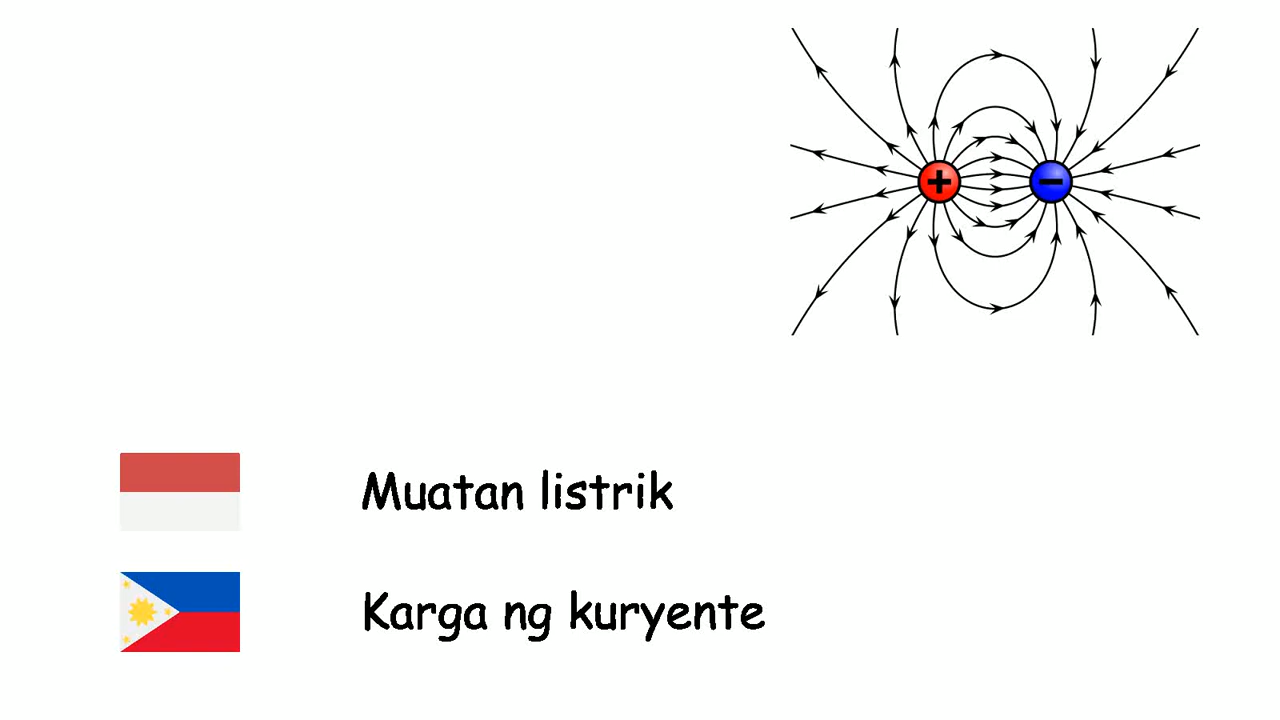 + −
Muatan listrik
Karga ng kuryente